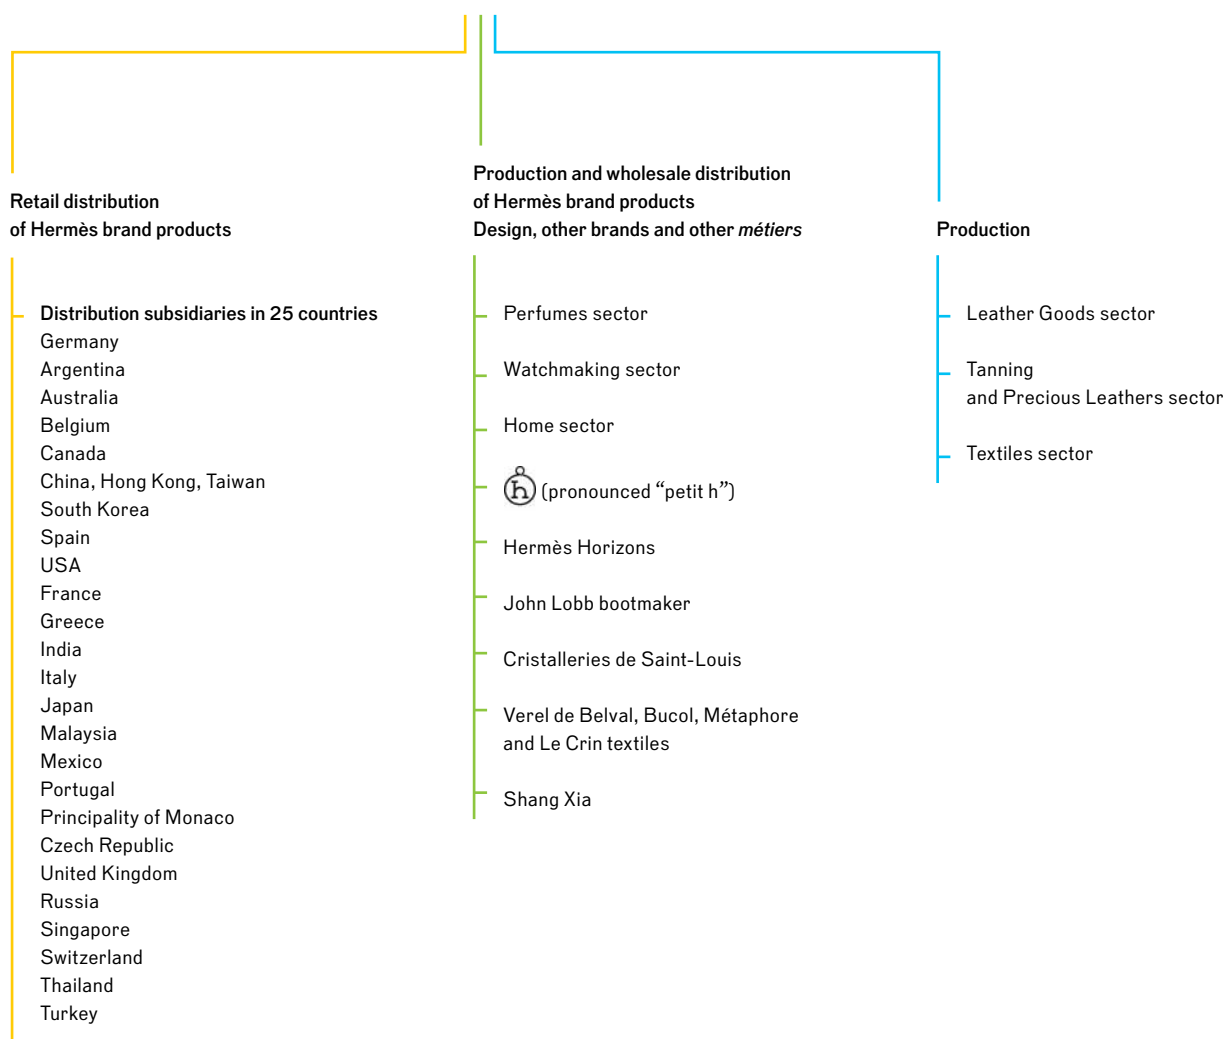 Retail distribution
of Hermès brand products
Distribution subsidiaries in 25 countries
Germany
Argentina
Australia
Belgium
Canada
China, Hong Kong, Taiwan
South Korea
Spain
USA
France
Greece
India
Italy
Japan
Malaysia
Mexico
Portugal
Principality of Monaco
Czech Republic
United Kingdom
Russia
Singapore
Switzerland
Thailand
Turkey
Production and wholesale distribution
of Hermès brand products
Design, other brands and other métiers
Perfumes sector
Watchmaking sector
Home sector
h (pronounced “petit h”)
Hermès Horizons
John Lobb bootmaker
Cristalleries de Saint-Louis
Verel de Belval, Bucol, Métaphore
and Le Crin textiles
Shang Xia
Production
Leather Goods sector
Tanning
and Precious Leathers sector
Textiles sector